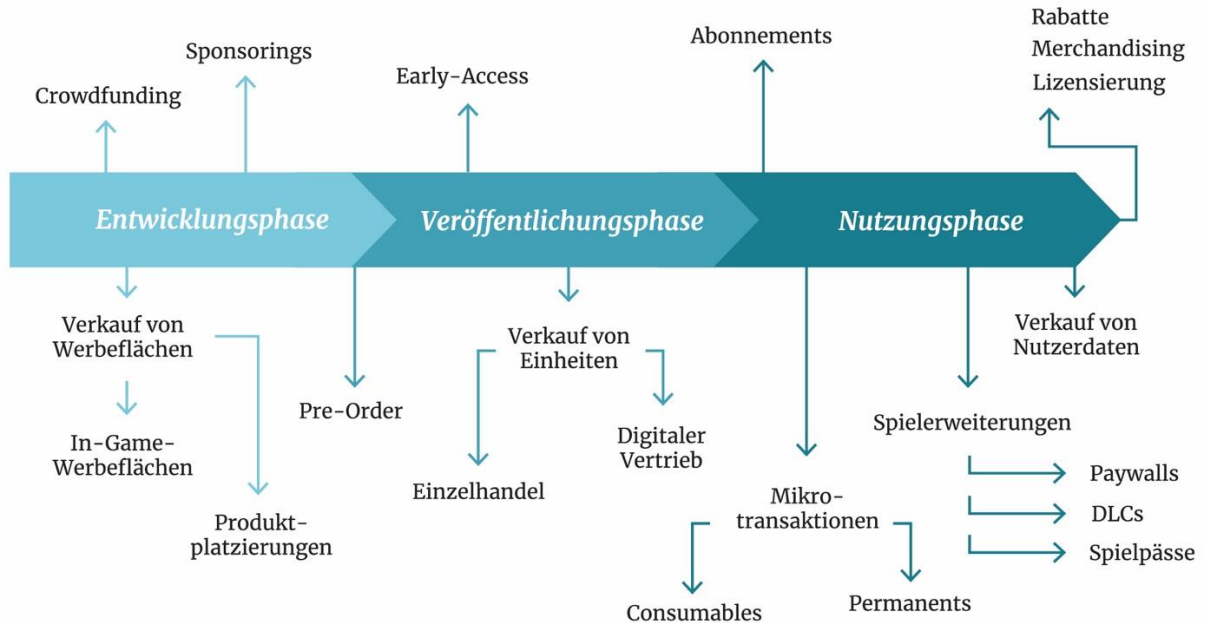 Rabatte
Merchandising
Lizensierung
Abonnements
Sponsorings
Early-Access
Crowdfunding
Entwicklungsphase
Veröffentlichungsphase
Nutzungsphase
Verkauf von
Werbeflächen
In-Game-
Werbeflächen
Produkt-
platzierungen
Pre-Order
Verkauf von
Einheiten
Einzelhandel
Digitaler
Vertrieb
Mikro-
transaktionen
Consumables
Permanents
Spielerweiterungen
Paywalls
DLCs
Spielpässe
Verkauf von
Nutzerdaten